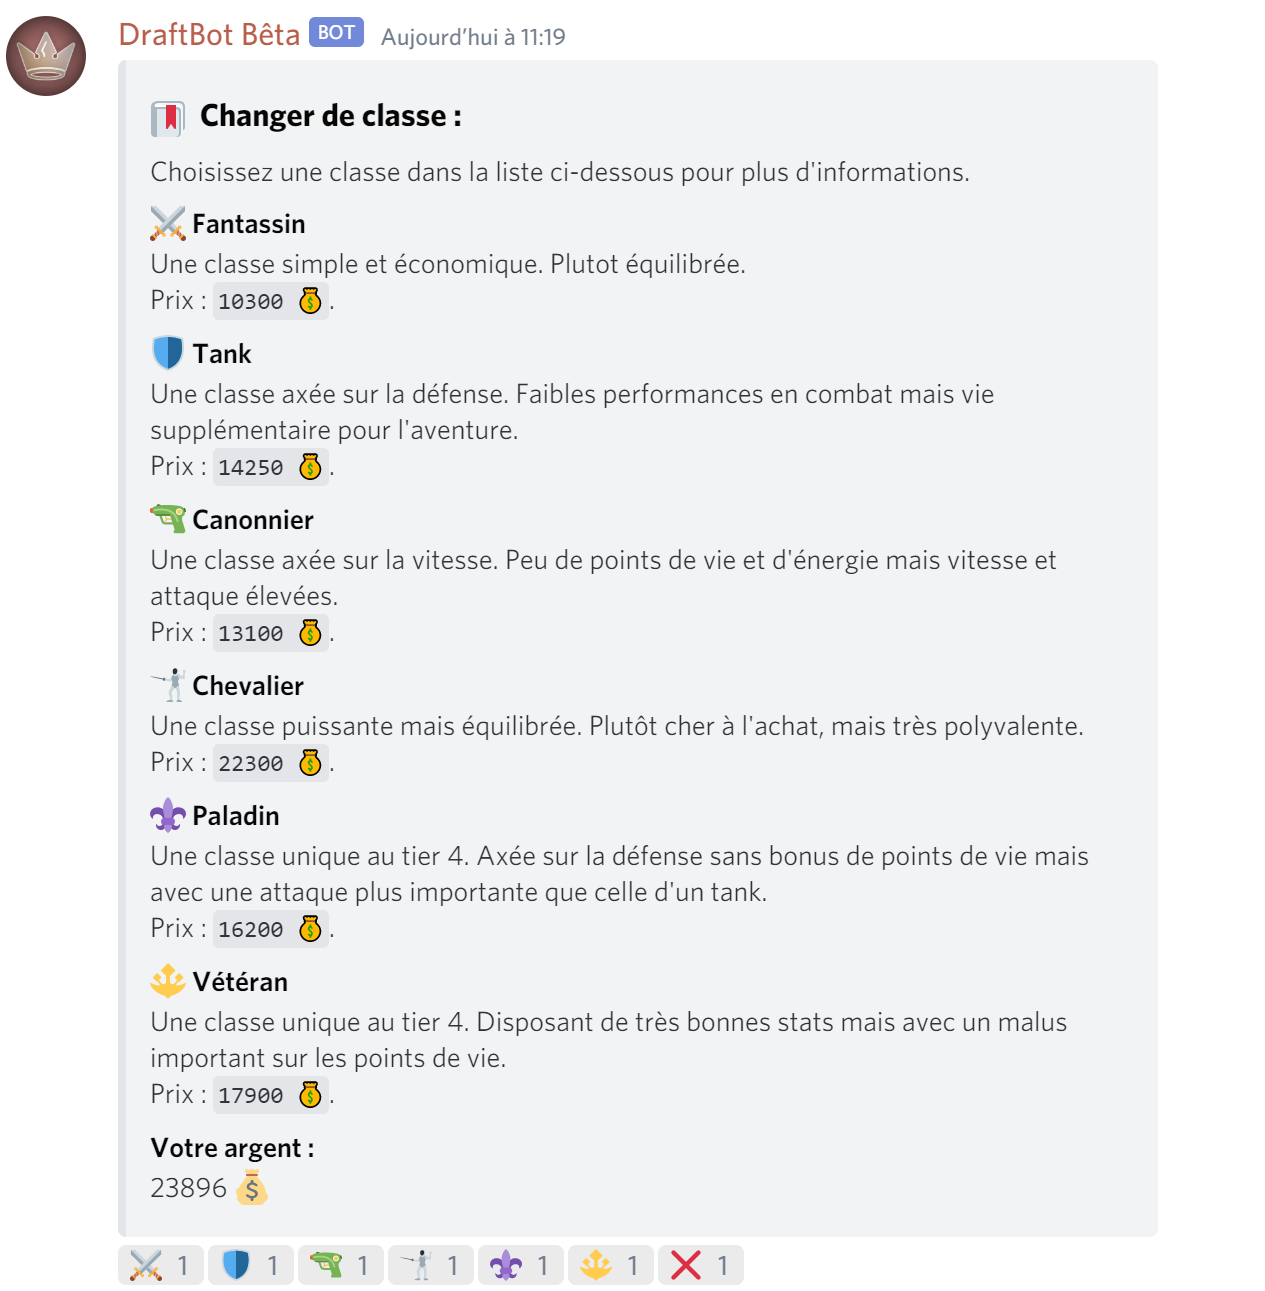 DraftBot Bêta BOT Aujourd’hui à 11:19
Changer de classe :
Choisissez une classe dans la liste ci-dessous pour plus d'informations.
Fantassin
Une classe simple et économique. Plutot équilibrée.
Prix : 10300 .
Tank
Une classe axée sur la défense. Faibles performances en combat mais vie
supplémentaire pour l'aventure.
Prix : 14250 .
Canonnier
Une classe axée sur la vitesse. Peu de points de vie et d'énergie mais vitesse et
attaque élevées.
Prix : 13100 .
Chevalier
Une classe puissante mais équilibrée. Plutôt cher à l'achat, mais très polyvalente.
Prix : 22300 .
Paladin
Une classe unique au tier 4. Axée sur la défense sans bonus de points de vie mais
avec une attaque plus importante que celle d'un tank.
Prix : 16200 .
Vétéran
Une classe unique au tier 4. Disposant de très bonnes stats mais avec un malus
important sur les points de vie.
Prix : 17900 .
Votre argent :
23896
1 1 1 1 1 1 1